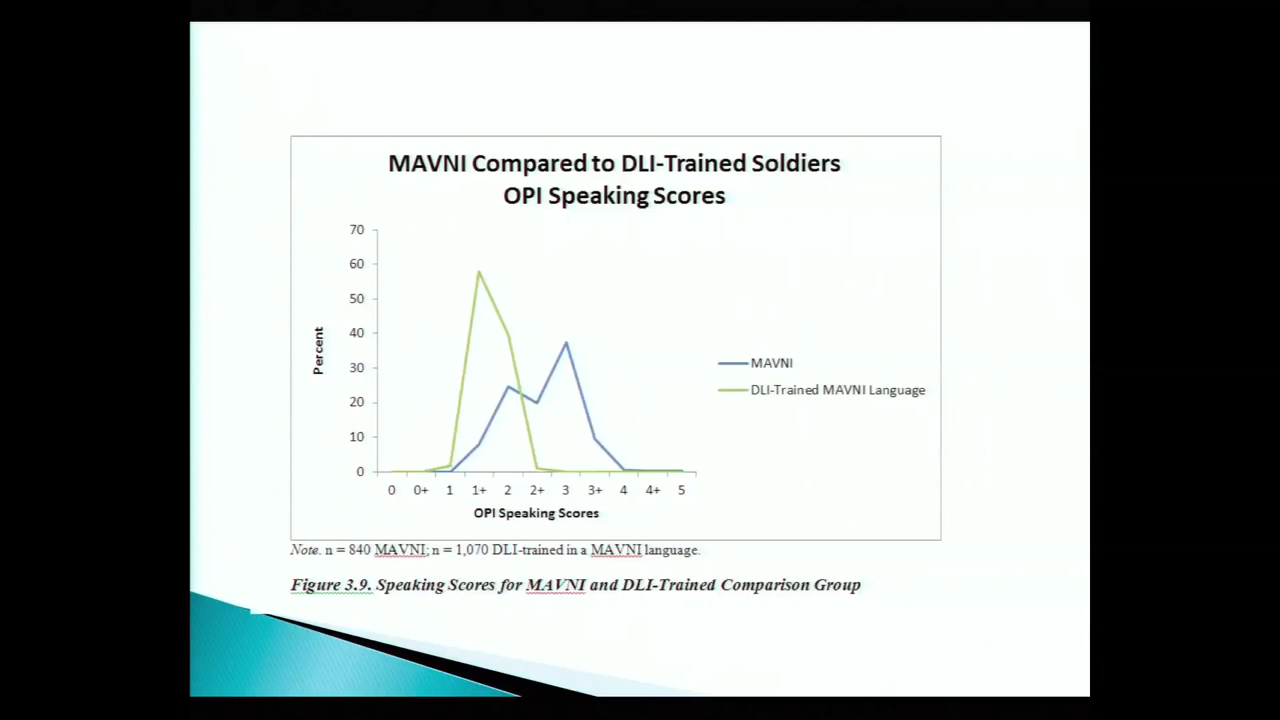 MAVNI Compared to DLI-Trained Soldiers
OPI Speaking Scores
70
60
50
40
30
20
10
0
Percent
0 0+ 1 1+ 2 2+ 3 3+ 4 4+ 5
OPI Speaking Scores
MAVNI
DLI-Trained MAVNI Language
Note. n = 840 MAVNI; n = 1,070 DLI-trained in a MAVNI language.
Figure 3.9. Speaking Scores for MAVNI and DLI-Trained Comparison Group